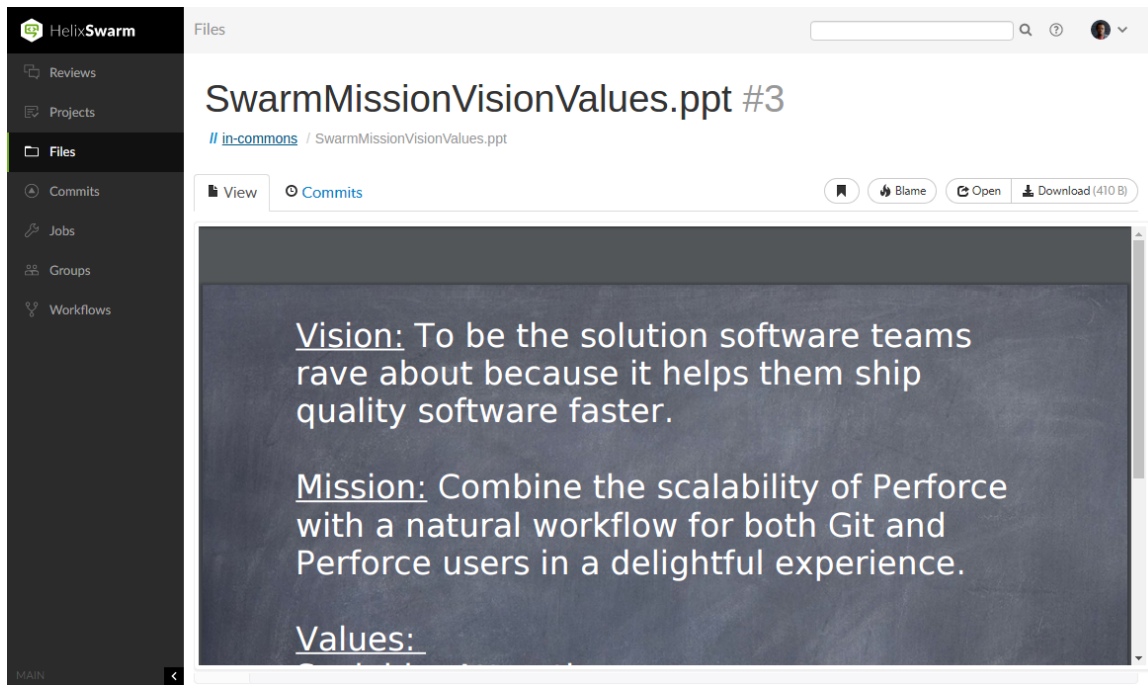 HelixSwarm
Files
Reviews
Projects
Files
Commits
Jobs
Groups
Workflows
MAIN
SwarmMissionVisionValues.ppt #3
// in-commons / SwarmMissionVisionValues.ppt
View
Commits
Blame
Open
Download (410 B)
Vision: To be the solution software teams
rave about because it helps them ship
quality software faster.
Mission: Combine the scalability of Perforce
with a natural workflow for both Git and
Perforce users in a delightful experience.
Values: